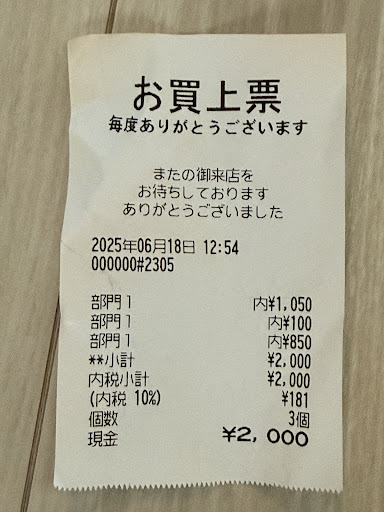 お買上票
毎度ありがとうございます
またの御来店を
お待ちしております
ありがとうございました
2025年06月18日 12:54
000000#2305
部門1 内¥1,050
部門1 内¥100
部門1 内¥850
**小計 ¥2,000
内税小計 ¥2,000
(内税 10%) ¥181
個数 3個
現金 ¥2,000